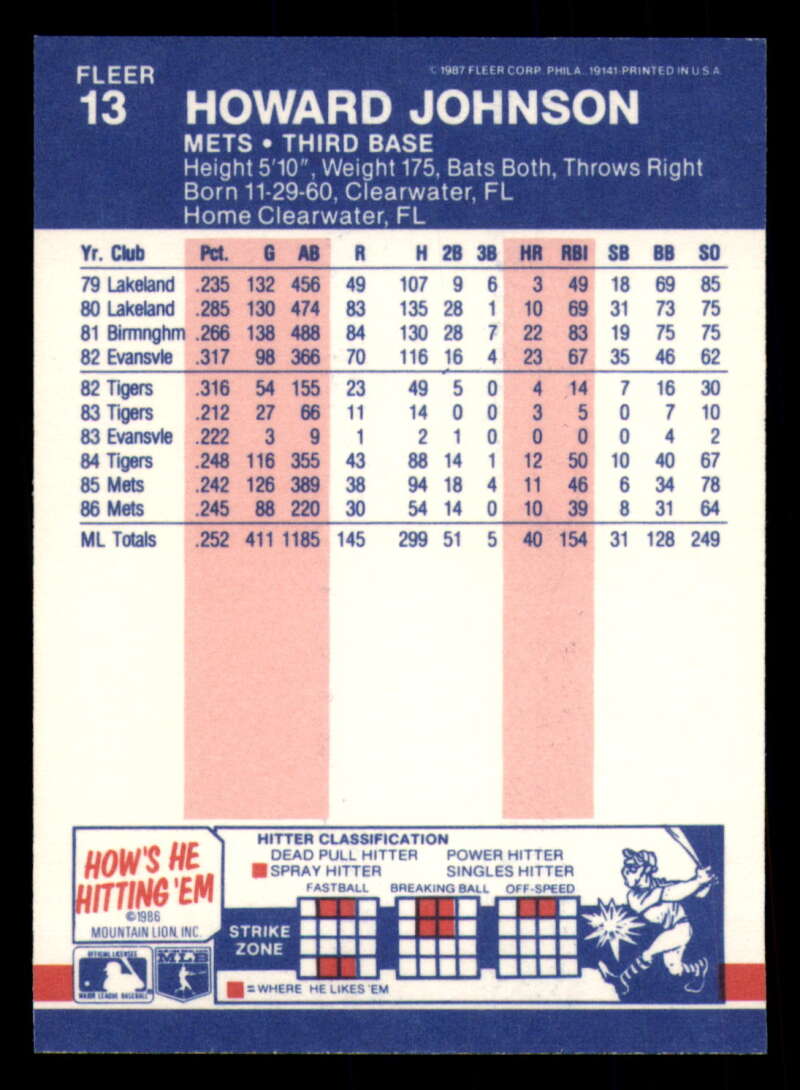 FLEER
© 1987 FLEER CORP. PHILA., 19141-PRINTED IN U.S.A.
13 HOWARD JOHNSON
METS • THIRD BASE
Height 5'10", Weight 175, Bats Both, Throws Right
Born 11-29-60, Clearwater, FL
Home Clearwater, FL
Yr. Club Pct. G AB R H 2B 3B HR RBI SB BB SO
79 Lakeland .235 132 456 49 107 9 6 3 49 18 69 85
80 Lakeland .285 130 474 83 135 28 1 10 69 31 73 75
81 Birmnghm .266 138 488 84 130 28 7 22 83 19 75 75
82 Evansvle .317 98 366 70 116 16 4 23 67 35 46 62
82 Tigers .316 54 155 23 49 5 0 4 14 7 16 30
83 Tigers .212 27 66 11 14 0 0 3 5 0 7 10
83 Evansvle .222 3 9 1 2 1 0 0 0 0 4 2
84 Tigers .248 116 355 43 88 14 1 12 50 10 40 67
85 Mets .242 126 389 38 94 18 4 11 46 6 34 78
86 Mets .245 88 220 30 54 14 0 10 39 8 31 64
ML Totals .252 411 1185 145 299 51 5 40 154 31 128 249
HOW'S HE
HITTING 'EM
©1986
MOUNTAIN LION, INC.
OFFICIAL LICENSEE
MAJOR LEAGUE BASEBALL
MLB
HITTER CLASSIFICATION
DEAD PULL HITTER POWER HITTER
SPRAY HITTER SINGLES HITTER
FASTBALL BREAKING BALL OFF-SPEED
STRIKE
ZONE
= WHERE HE LIKES 'EM